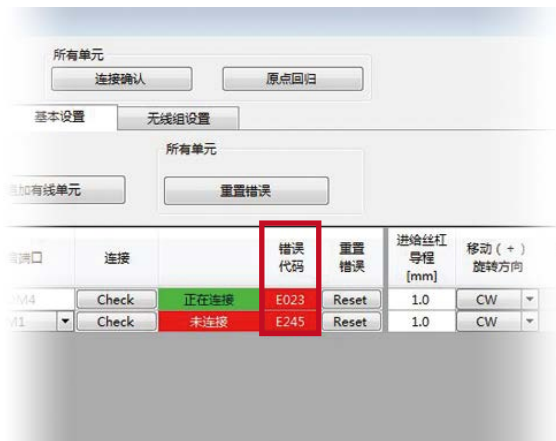 所有单元
连接确认 原点回归
基本设置 无线组设置
所有单元
加有线单元 重置错误
端口 连接 错误代码 重置错误 进给丝杠导程[mm] 移动(+)旋转方向
M4 Check 正在连接 E023 Reset 1.0 CW
M1 Check 未连接 E245 Reset 1.0 CW